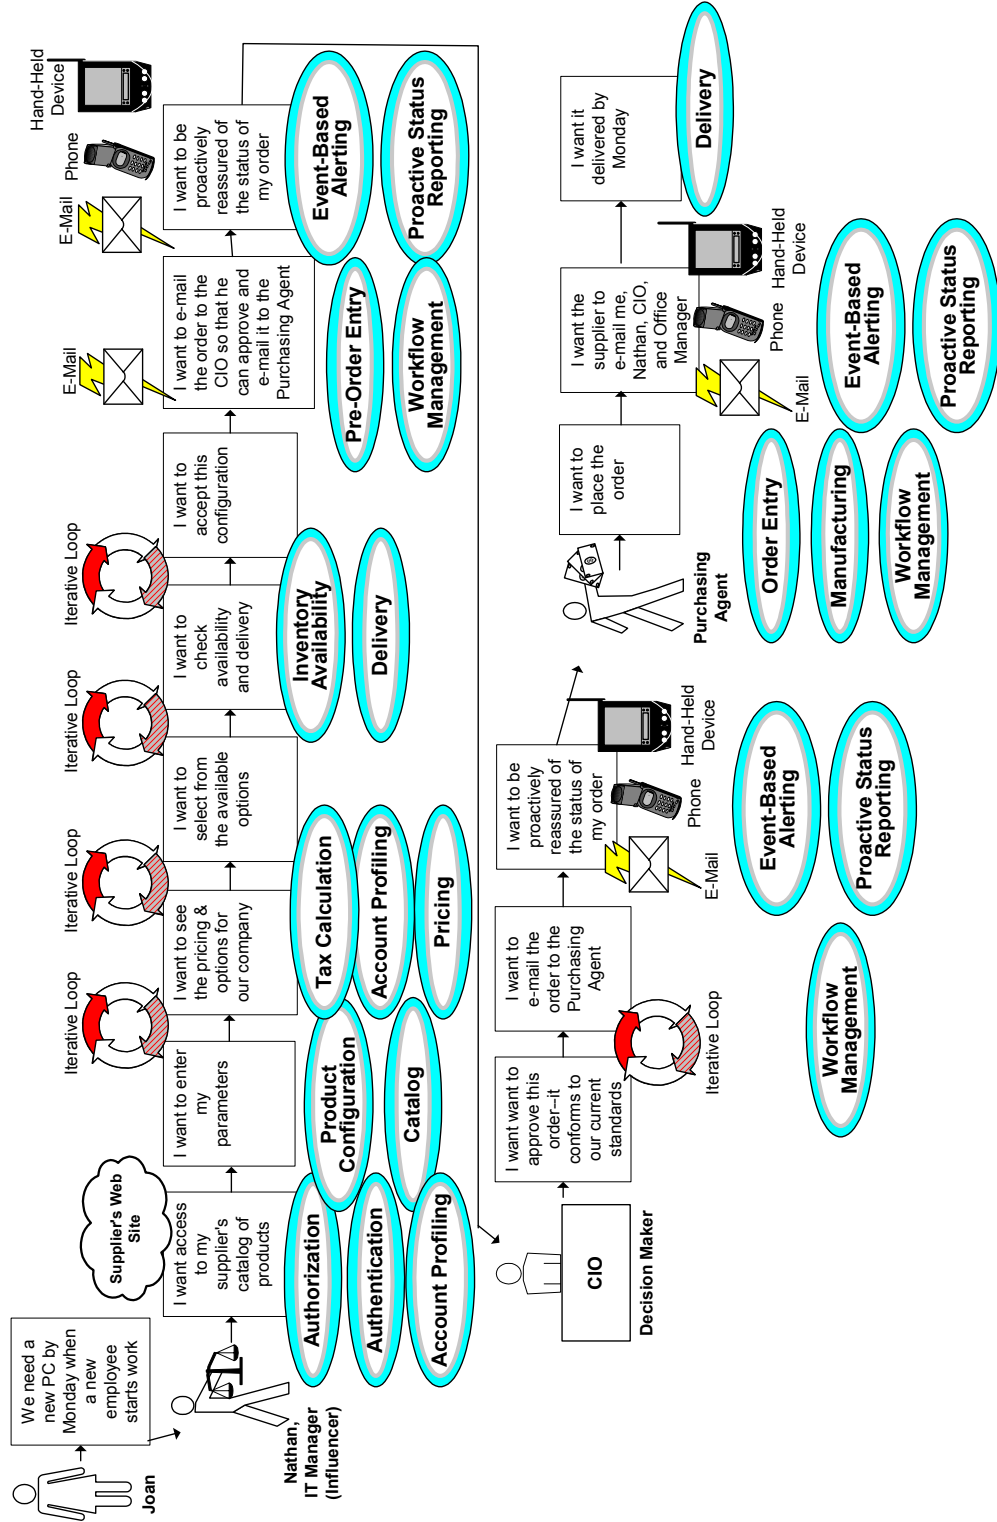 We need a
new PC by
Monday when
a new
employee
starts work
Joan
Nathan,
IT Manager
(Influencer)
Supplier's Web
Site
I want access
to my
supplier's
catalog of
products
Authorization
Authentication
Account Profiling
I want to enter
my
parameters
Product
Configuration
Catalog
Iterative Loop
I want to see
the pricing &
options for
our company
Tax Calculation
Account Profiling
Pricing
Iterative Loop
I want to
select from
the available
options
Iterative Loop
I want to
check
availability
and delivery
Inventory
Availability
Delivery
Iterative Loop
I want to
accept this
configuration
E-Mail
I want to e-mail
the order to the
CIO so that he
can approve and
e-mail it to the
Purchasing Agent
Pre-Order Entry
Workflow
Management
E-Mail
Phone
Hand-Held
Device
I want to be
proactively
reassured of
the status of
my order
Event-Based
Alerting
Proactive Status
Reporting
CIO
Decision Maker
I want want to
approve this
order--it
conforms to
our current
standards
Iterative Loop
I want to
e-mail the
order to the
Purchasing
Agent
Workflow
Management
I want to be
proactively
reassured of
the status of
my order
E-Mail
Phone
Hand-Held
Device
Event-Based
Alerting
Proactive Status
Reporting
Purchasing
Agent
I want to
place the
order
Order Entry
Manufacturing
Workflow
Management
I want the
supplier to
e-mail me,
Nathan, CIO,
and Office
Manager
E-Mail
Phone
Hand-Held
Device
Event-Based
Alerting
Proactive Status
Reporting
I want it
delivered by
Monday
Delivery